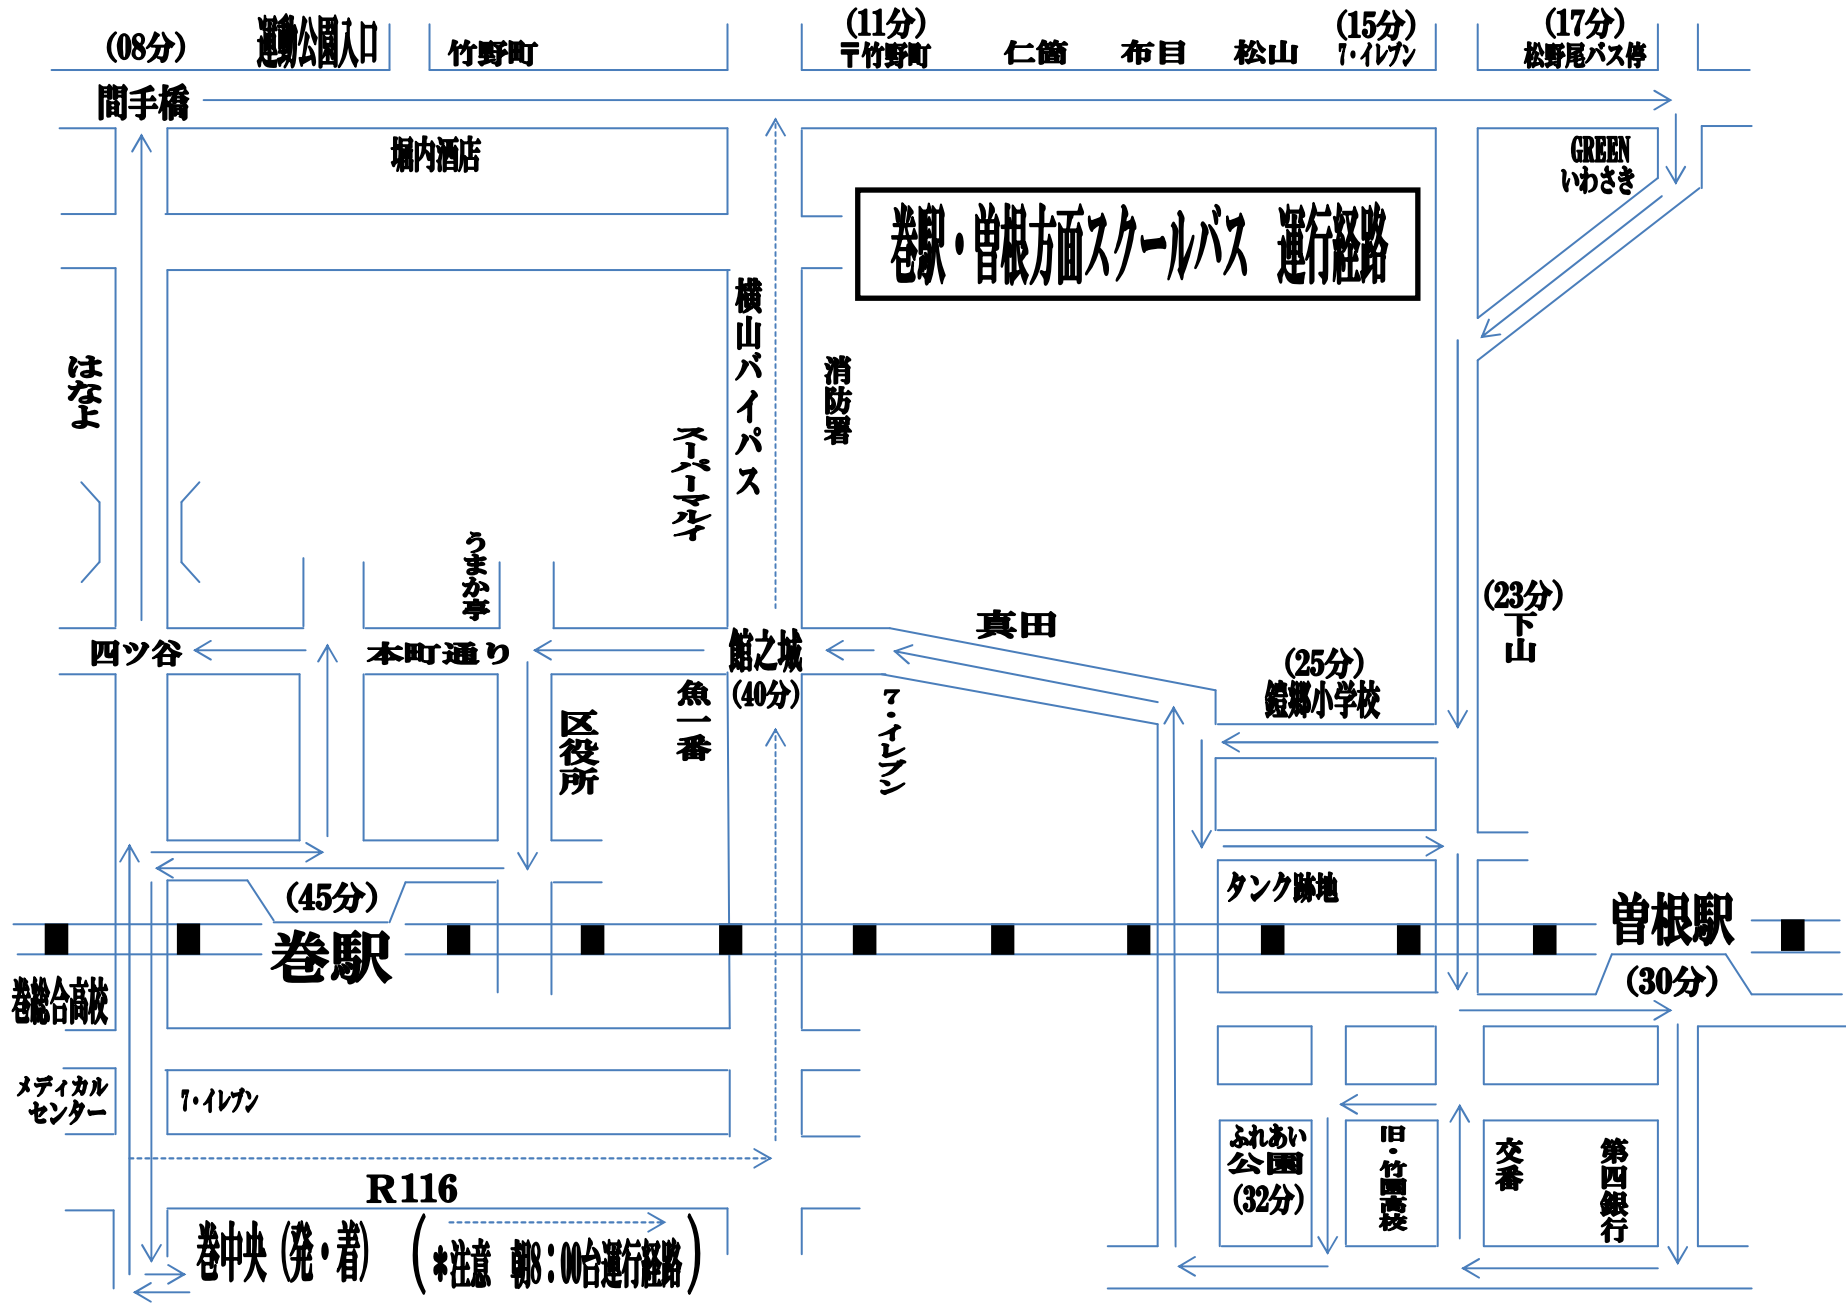 (08分)
運動公園入口
竹野町
(11分)
〒竹野町
仁箇
布目
松山
(15分)
7・イレブン
(17分)
松野尾バス停
間手橋
堀内酒店
GREEN
いわさき
巻駅・曽根方面スクールバス 運行経路
横山バイパス
はなよ
消防署
スーパーマルイ
うまか亭
四ツ谷
本町通り
館之城
(40分)
真田
(23分)
下山
(25分)
鎧郷小学校
区役所
魚一番
7・イレブン
タンク跡地
(45分)
巻駅
曽根駅
(30分)
巻総合高校
メディカル
センター
7・イレブン
R116
ふれあい
公園
(32分)
旧・竹園高校
交番
第四銀行
巻中央(発・着)
(*注意 朝8:00台運行経路)